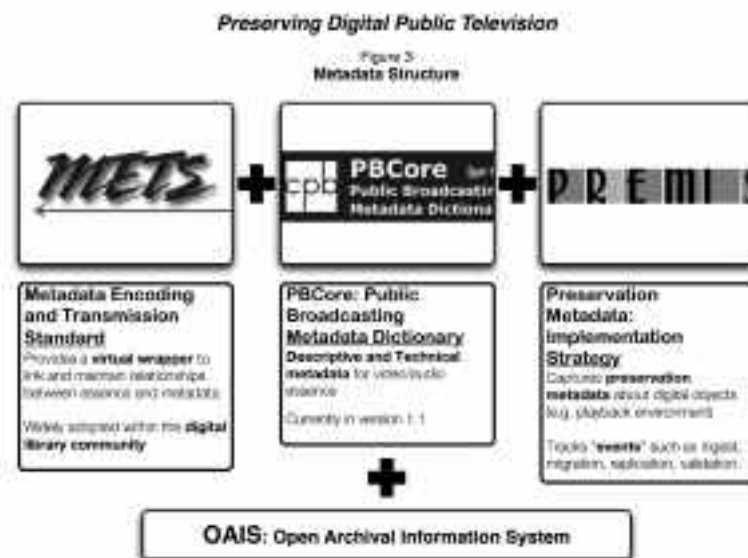 Preserving Digital Public Television
Figure 3
Metadata Structure
METS
cpb
PBCore
Public Broadcastin
Metadata Dictiona
PREMIS
Metadata Encoding
and Transmission
Standard
Provides a virtual wrapper to
link and maintain relationships
between essence and metadata
Widely adopted within the digital
library community
PBCore: Public
Broadcasting
Metadata Dictionary
Descriptive and Technical
metadata for video/audio
essence
Currently in version 1.1
Preservation
Metadata:
Implementation
Strategy
Captures preservation
metadata about digital objects
(e.g. playback environment)
Tracks "events" such as ingest,
migration, replication, validation.
OAIS: Open Archival Information System